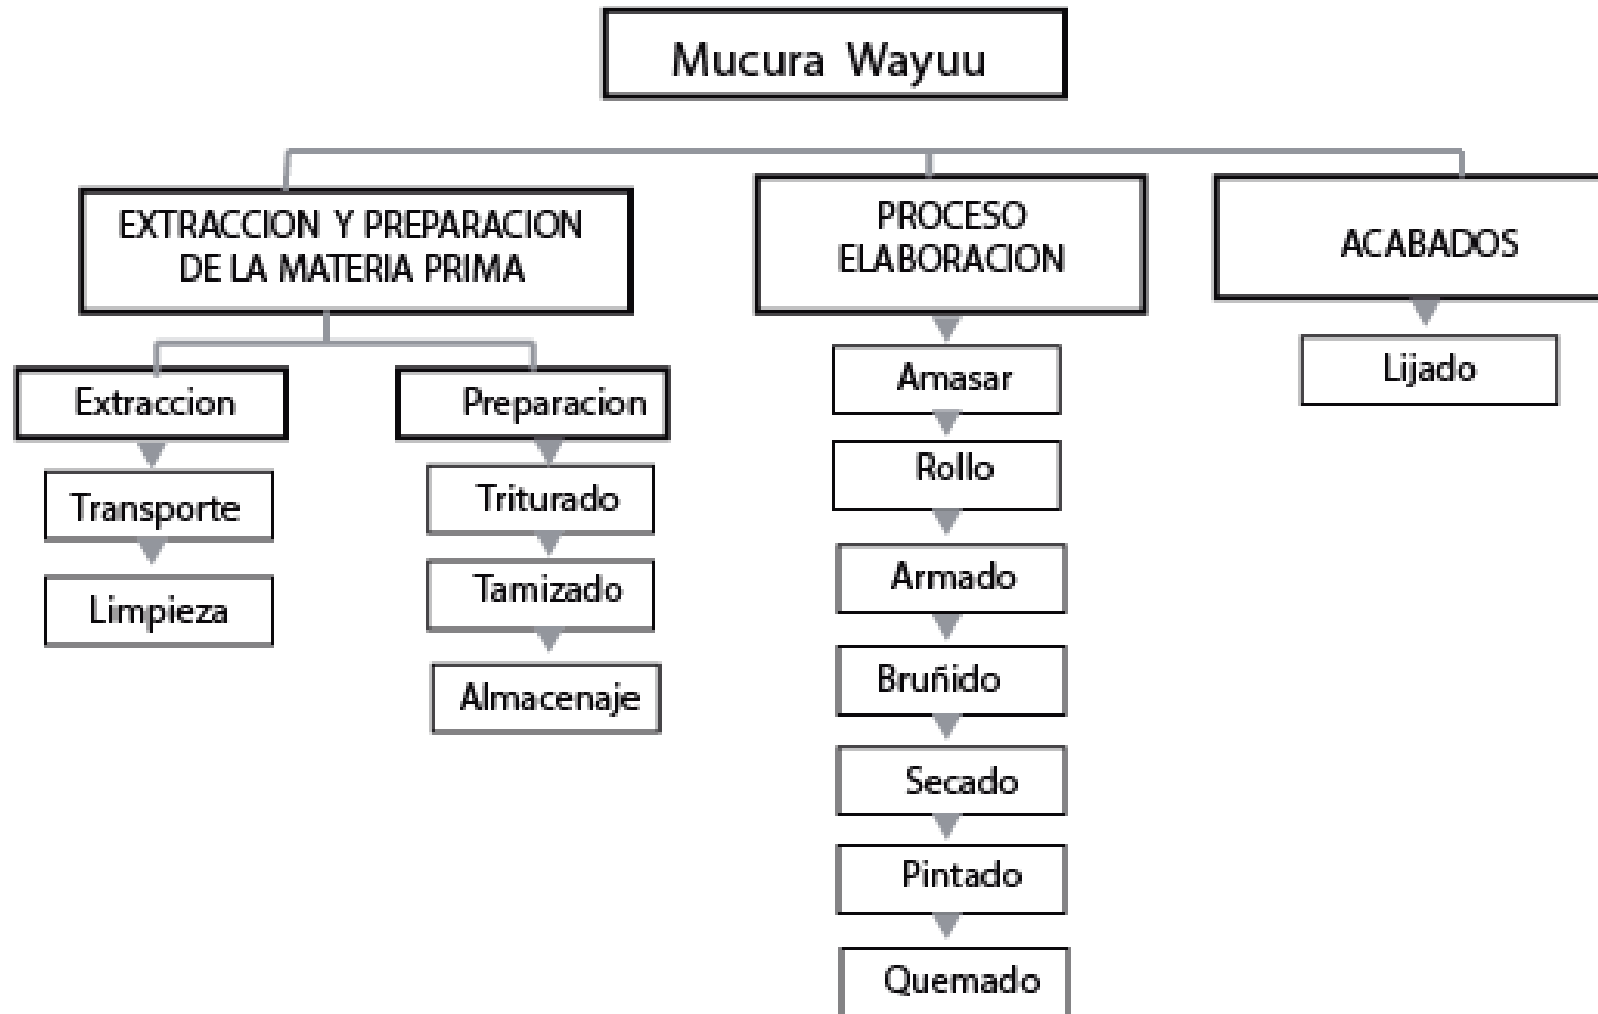 Mucura Wayuu
EXTRACCION Y PREPARACION
DE LA MATERIA PRIMA
Extraccion
Transporte
Limpieza
Preparacion
Triturado
Tamizado
Almacenaje
PROCESO
ELABORACION
Amasar
Rollo
Armado
Bruñido
Secado
Pintado
Quemado
ACABADOS
Lijado